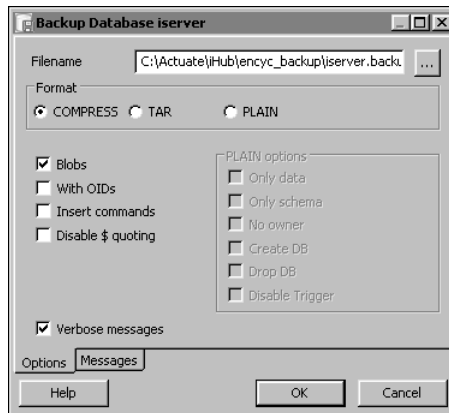 Backup Database iserver
Filename C:\Actuate\iHub\encyc_backup\iserver.backu ...
Format
COMPRESS TAR PLAIN
Blobs
With OIDs
Insert commands
Disable $ quoting
PLAIN options
Only data
Only schema
No owner
Create DB
Drop DB
Disable Trigger
Verbose messages
Options Messages
Help OK Cancel